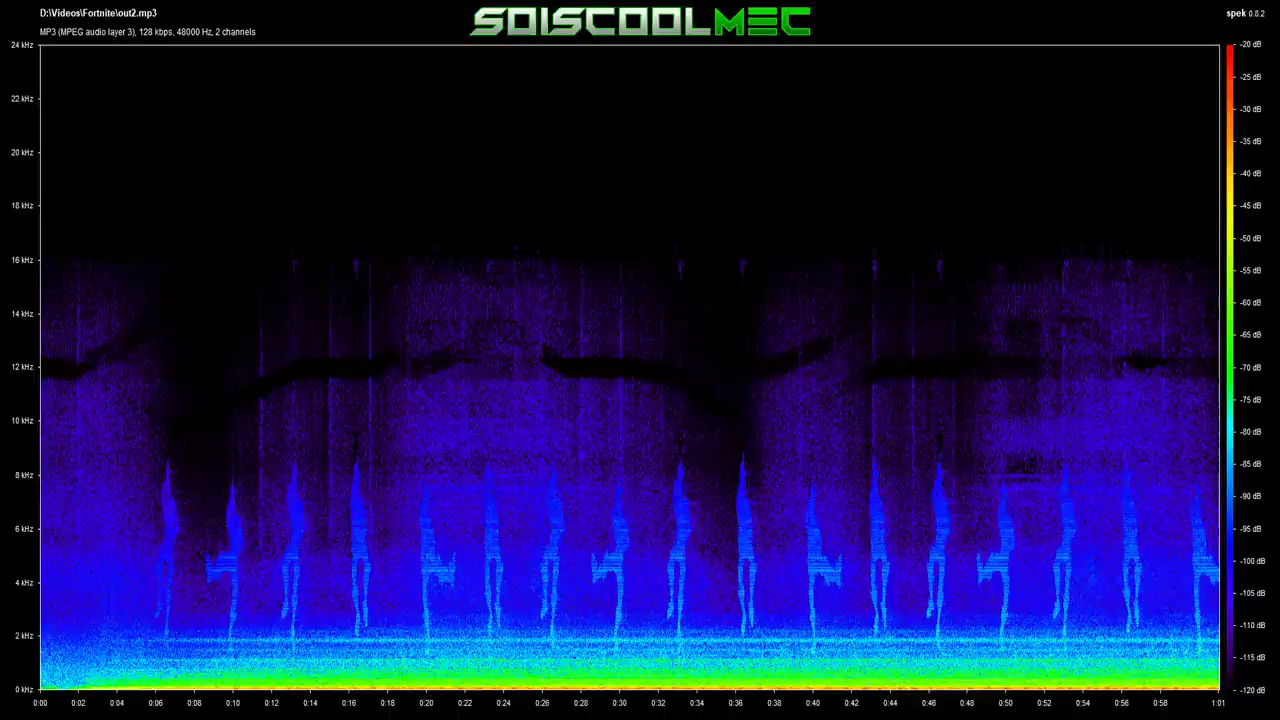 D:\Videos\Fortnite\out2.mp3
SOISCOOLMEC
spek 0.8.2
MP3 (MPEG audio layer 3), 128 kbps, 48000 Hz, 2 channels
24 kHz
22 kHz
20 kHz
18 kHz
16 kHz
14 kHz
12 kHz
10 kHz
8 kHz
6 kHz
4 kHz
2 kHz
0 kHz
-20 dB
-25 dB
-30 dB
-35 dB
-40 dB
-45 dB
-50 dB
-55 dB
-60 dB
-65 dB
-70 dB
-75 dB
-80 dB
-85 dB
-90 dB
-95 dB
-100 dB
-105 dB
-110 dB
-115 dB
-120 dB
0:00 0:02 0:04 0:06 0:08 0:10 0:12 0:14 0:16 0:18 0:20 0:22 0:24 0:26 0:28 0:30 0:32 0:34 0:36 0:38 0:40 0:42 0:44 0:46 0:48 0:50 0:52 0:54 0:56 0:58 1:01